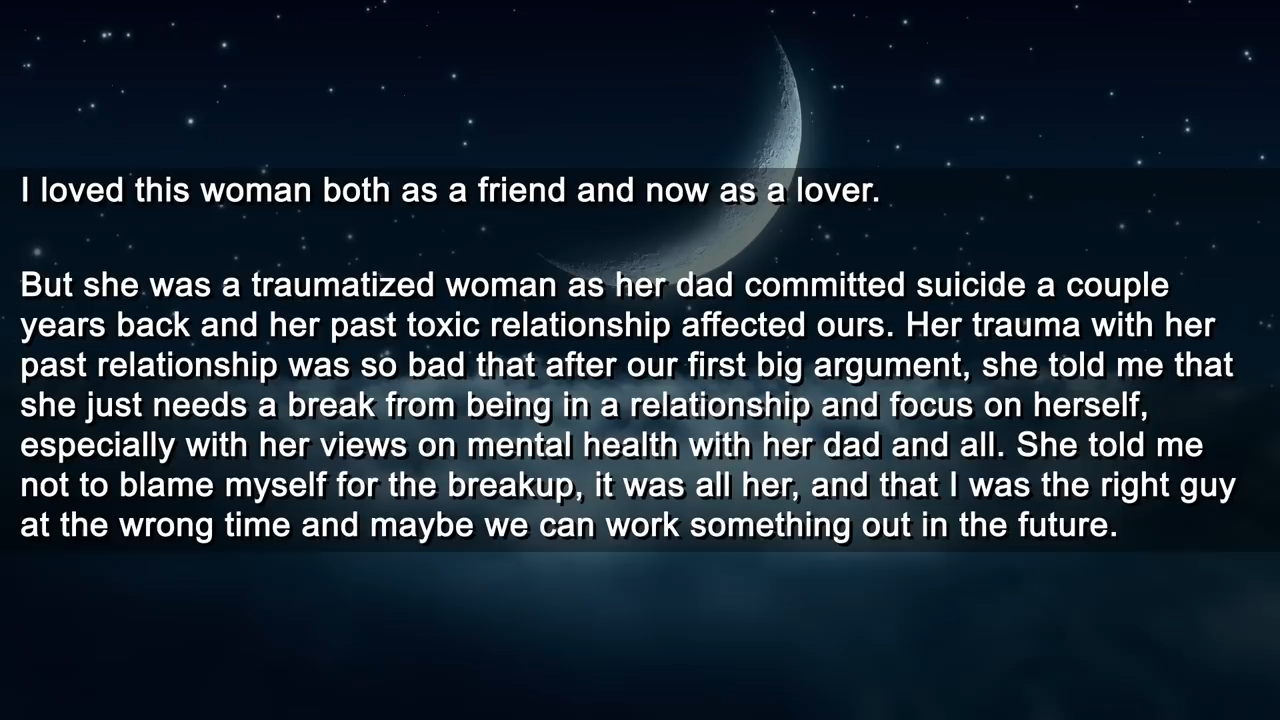 I loved this woman both as a friend and now as a lover.
But she was a traumatized woman as her dad committed suicide a couple
years back and her past toxic relationship affected ours. Her trauma with her
past relationship was so bad that after our first big argument, she told me that
she just needs a break from being in a relationship and focus on herself,
especially with her views on mental health with her dad and all. She told me
not to blame myself for the breakup, it was all her, and that I was the right guy
at the wrong time and maybe we can work something out in the future.